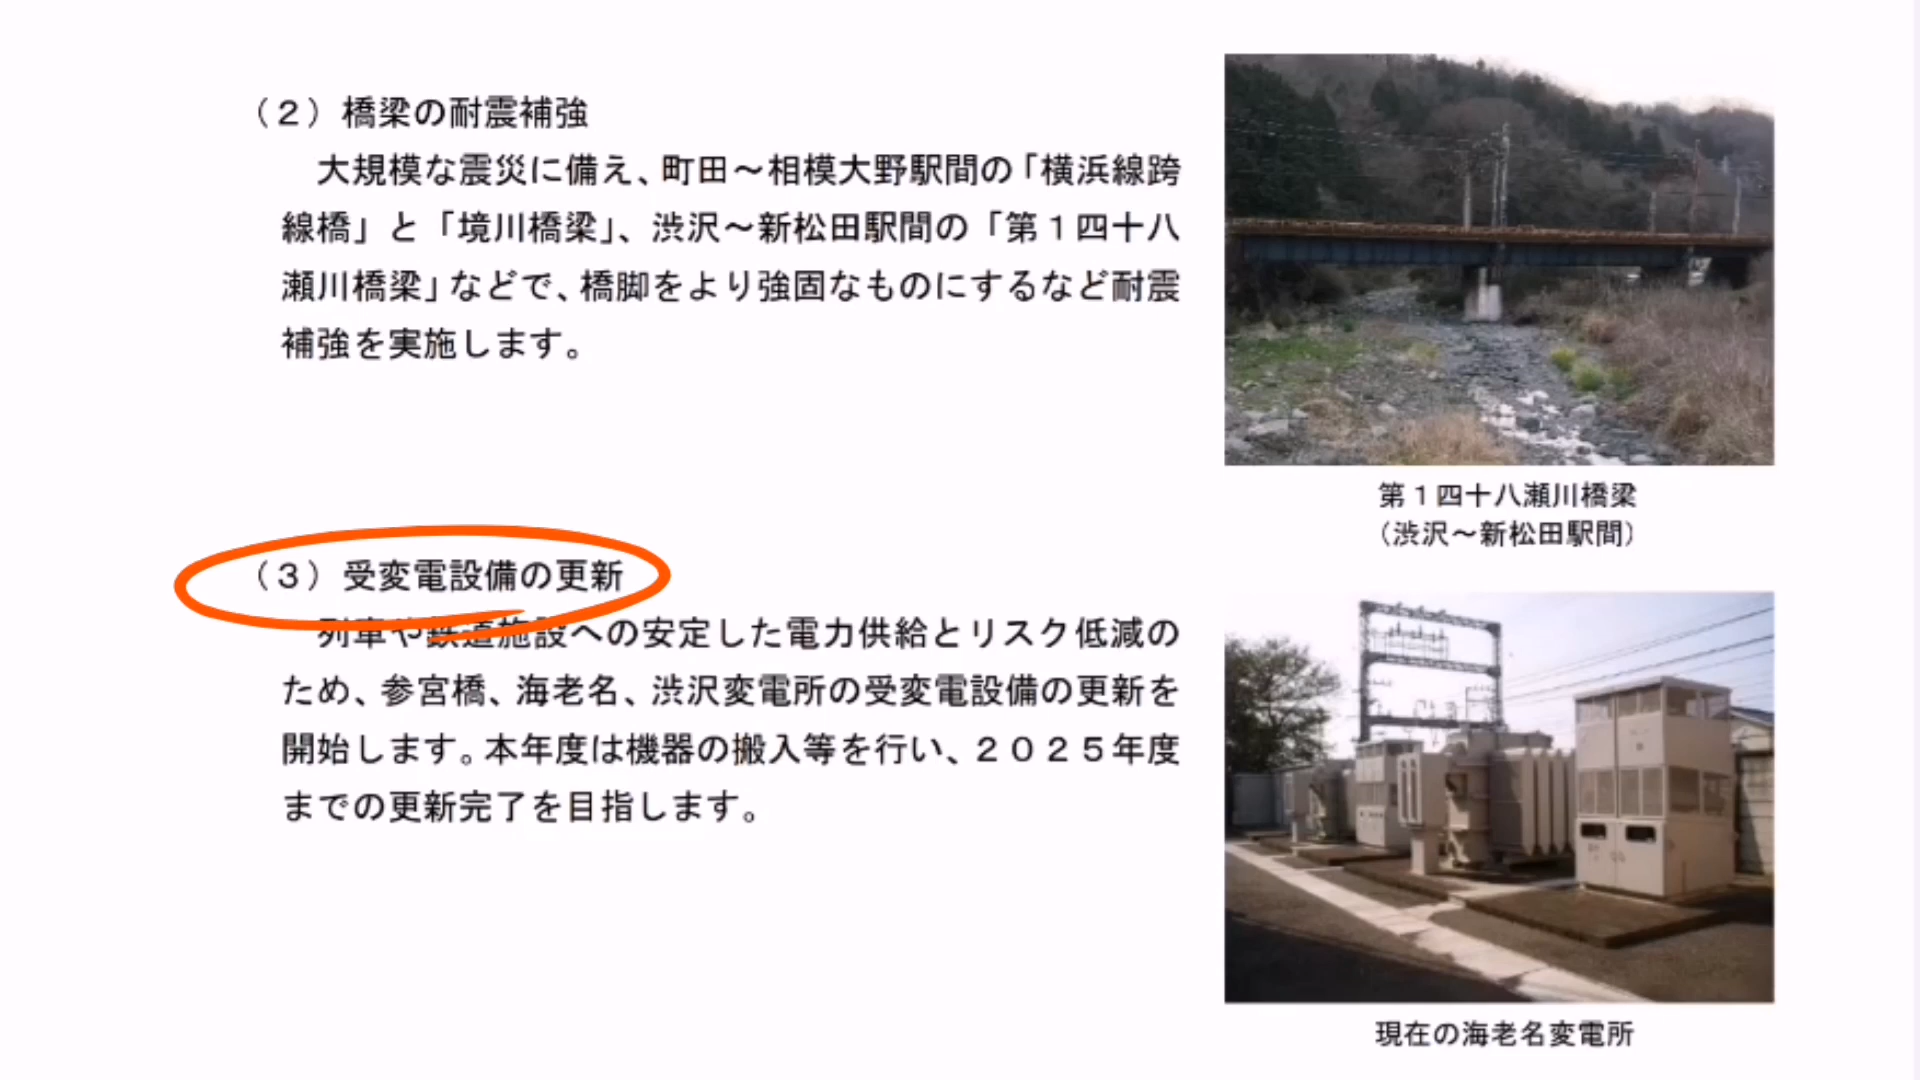 （２）橋梁の耐震補強
大規模な震災に備え、町田～相模大野駅間の「横浜線跨
線橋」と「境川橋梁」、渋沢～新松田駅間の「第１四十八
瀬川橋梁」などで、橋脚をより強固なものにするなど耐震
補強を実施します。
第１四十八瀬川橋梁
（渋沢～新松田駅間）
（３）受変電設備の更新
列車や鉄道施設への安定した電力供給とリスク低減の
ため、参宮橋、海老名、渋沢変電所の受変電設備の更新を
開始します。本年度は機器の搬入等を行い、２０２５年度
までの更新完了を目指します。
現在の海老名変電所